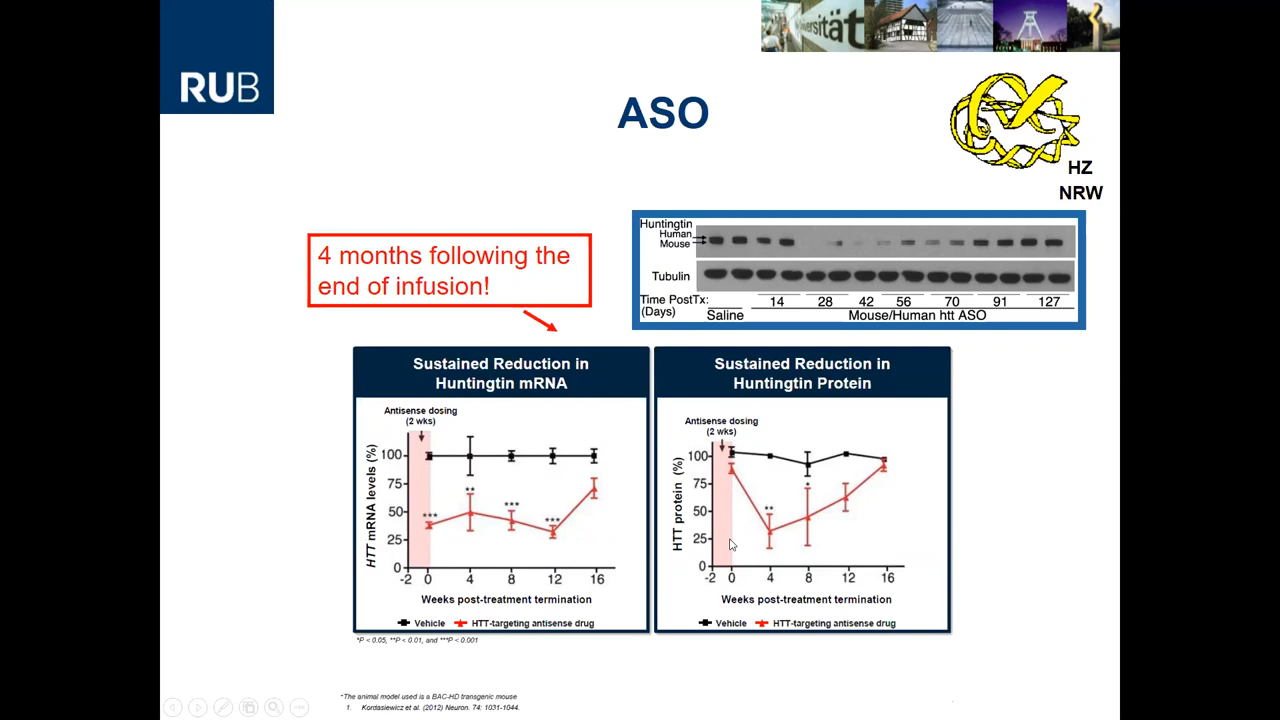 Universität
RUB
ASO
HZ
NRW
4 months following the
end of infusion!
Huntingtin
Human
Mouse
Tubulin
Time PostTx: 14 28 42 56 70 91 127
(Days) Saline Mouse/Human htt ASO
Sustained Reduction in
Huntingtin mRNA
Antisense dosing
(2 wks)
HTT mRNA levels (%)
100
75
50
25
0
*** ** *** ***
-2 0 4 8 12 16
Weeks post-treatment termination
Vehicle HTT-targeting antisense drug
Sustained Reduction in
Huntingtin Protein
Antisense dosing
(2 wks)
HTT protein (%)
100
75
50
25
0
** *
-2 0 4 8 12 16
Weeks post-treatment termination
Vehicle HTT-targeting antisense drug
*P < 0.05, **P < 0.01, and ***P < 0.001
*The animal model used is a BAC-HD transgenic mouse
1. Kordasiewicz et al. (2012) Neuron. 74: 1031-1044.